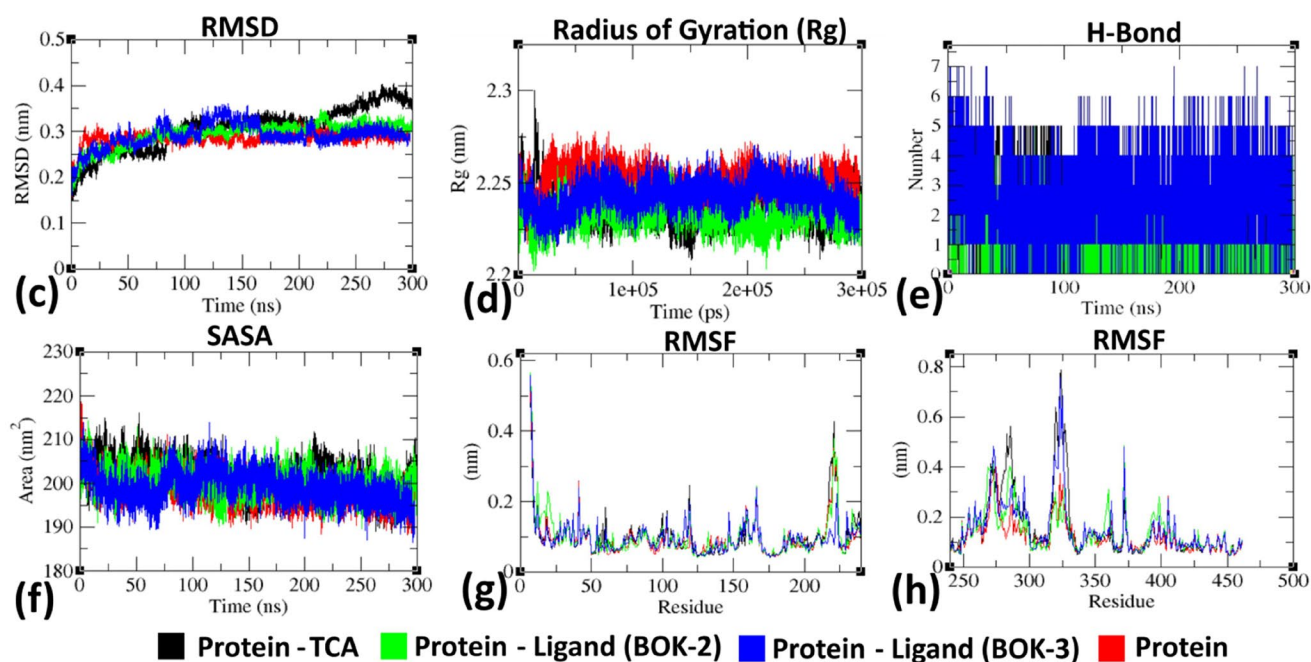 RMSD
0.5
0.4
0.3
0.2
0.1
0
RMSD (nm)
0 50 100 150 200 250 300
Time (ns)
(c)
Radius of Gyration (Rg)
2.3
2.25
2.2
Rg (nm)
0 1e+05 2e+05 3e+05
Time (ps)
(d)
H-Bond
7
6
5
4
3
2
1
0
Number
0 100 200 300
Time (ns)
(e)
SASA
230
220
210
200
190
180
Area (nm²)
0 50 100 150 200 250 300
Time (ns)
(f)
RMSF
0.6
0.4
0.2
0
(nm)
0 50 100 150 200
Residue
(g)
RMSF
0.8
0.6
0.4
0.2
0
(nm)
250 300 350 400 450 500
Residue
(h)
Protein - TCA Protein - Ligand (BOK-2) Protein - Ligand (BOK-3) Protein